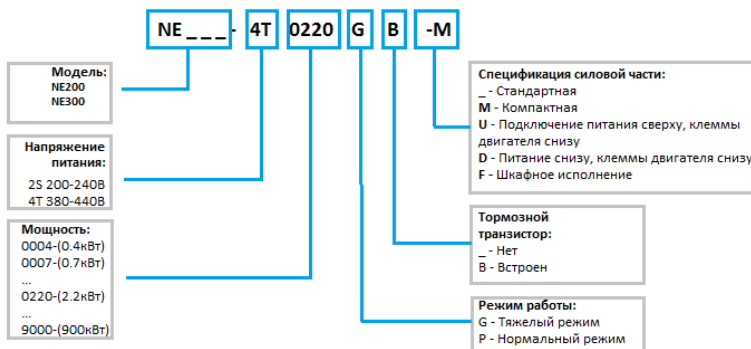 NE _ _ _ - 4T 0220 G B -M
Модель:
NE200
NE300
Напряжение
питания:
2S 200-240В
4T 380-440В
Мощность:
0004-(0.4кВт)
0007-(0.7кВт)
...
0220-(2.2кВт)
...
9000-(900кВт)
Спецификация силовой части:
_ - Стандартная
M - Компактная
U - Подключение питания сверху, клеммы
двигателя снизу
D - Питание снизу, клеммы двигателя снизу
F - Шкафное исполнение
Тормозной
транзистор:
_ - Нет
B - Встроен
Режим работы:
G - Тяжелый режим
P - Нормальный режим